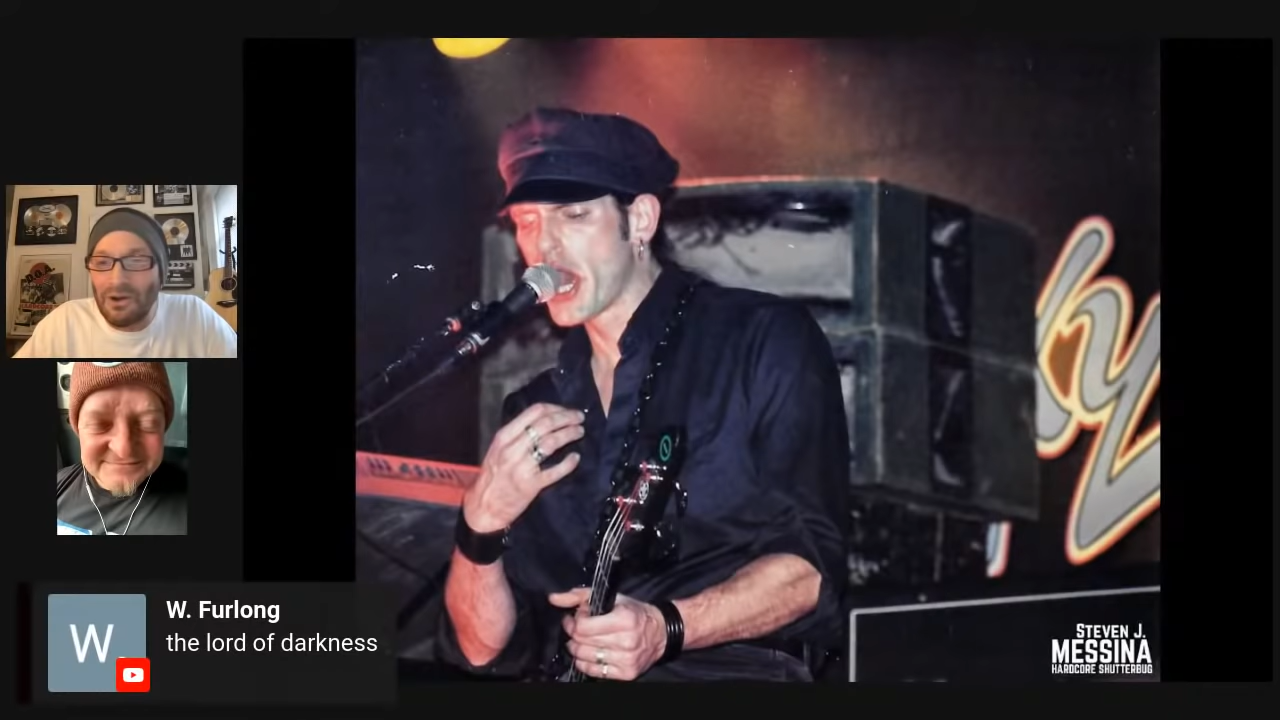 D.O.A.
W.
W. Furlong
the lord of darkness
STEVEN J.
MESSINA
HARDCORE SHUTTERBUG